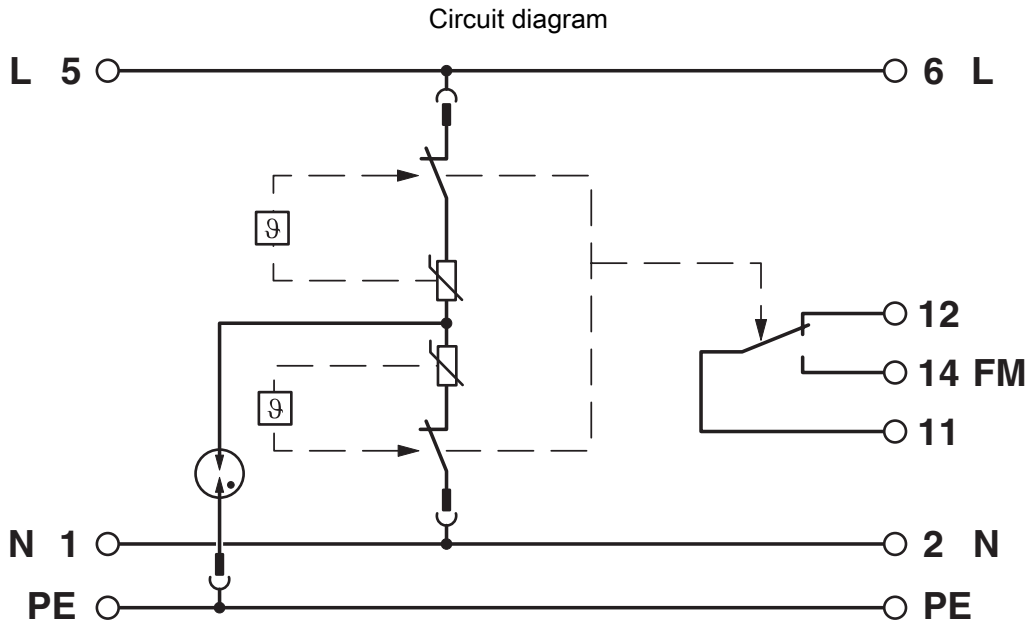 Circuit diagram
L 5 6 L
ϑ
12
14 FM
ϑ
11
N 1 2 N
PE PE